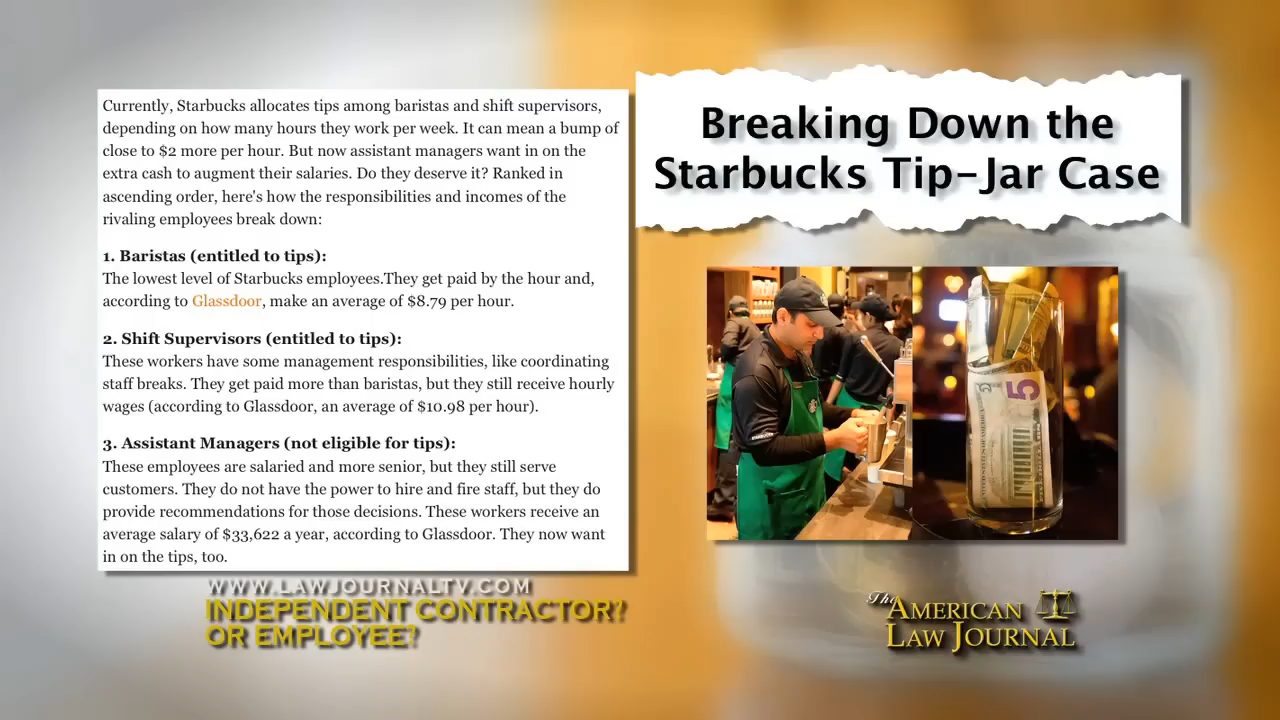 Currently, Starbucks allocates tips among baristas and shift supervisors,
depending on how many hours they work per week. It can mean a bump of
close to $2 more per hour. But now assistant managers want in on the
extra cash to augment their salaries. Do they deserve it? Ranked in
ascending order, here's how the responsibilities and incomes of the
rivaling employees break down:
1. Baristas (entitled to tips):
The lowest level of Starbucks employees.They get paid by the hour and,
according to Glassdoor, make an average of $8.79 per hour.
2. Shift Supervisors (entitled to tips):
These workers have some management responsibilities, like coordinating
staff breaks. They get paid more than baristas, but they still receive hourly
wages (according to Glassdoor, an average of $10.98 per hour).
3. Assistant Managers (not eligible for tips):
These employees are salaried and more senior, but they still serve
customers. They do not have the power to hire and fire staff, but they do
provide recommendations for those decisions. These workers receive an
average salary of $33,622 a year, according to Glassdoor. They now want
in on the tips, too.
Breaking Down the
Starbucks Tip-Jar Case
5
5
WWW.LAWJOURNALTV.COM
INDEPENDENT CONTRACTOR?
OR EMPLOYEE?
The
AMERICAN
LAW JOURNAL